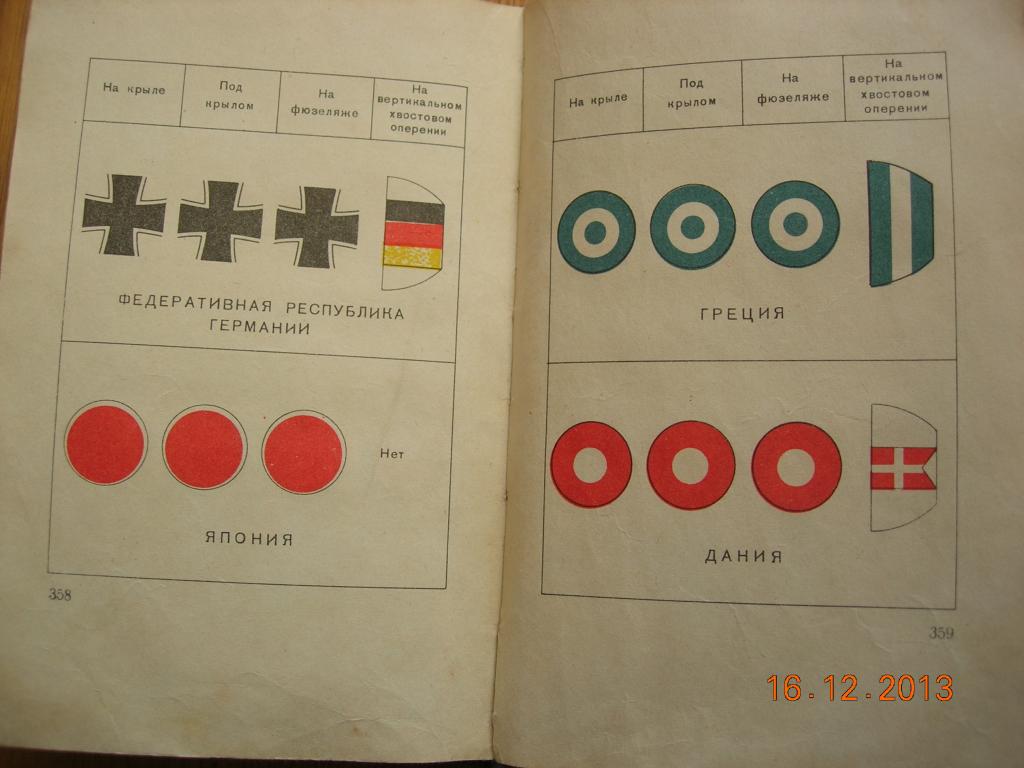 На крыле
Под
крылом
На
фюзеляже
На
вертикальном
хвостовом
оперении
ФЕДЕРАТИВНАЯ РЕСПУБЛИКА
ГЕРМАНИИ
Нет
ЯПОНИЯ
358
На крыле
Под
крылом
На
фюзеляже
На
вертикальном
хвостовом
оперении
ГРЕЦИЯ
ДАНИЯ
359
16.12.2013